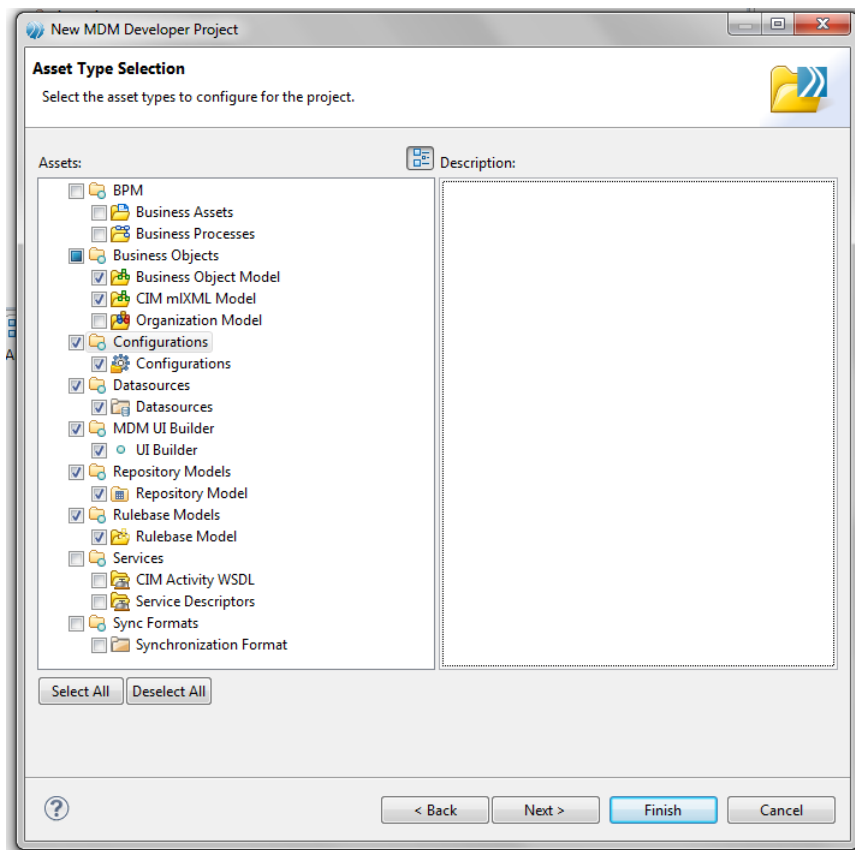 New MDM Developer Project
Asset Type Selection
Select the asset types to configure for the project.
Assets:
Description:
BPM
Business Assets
Business Processes
Business Objects
Business Object Model
CIM mlXML Model
Organization Model
Configurations
Configurations
Datasources
Datasources
MDM UI Builder
UI Builder
Repository Models
Repository Model
Rulebase Models
Rulebase Model
Services
CIM Activity WSDL
Service Descriptors
Sync Formats
Synchronization Format
Select All
Deselect All
?
< Back
Next >
Finish
Cancel